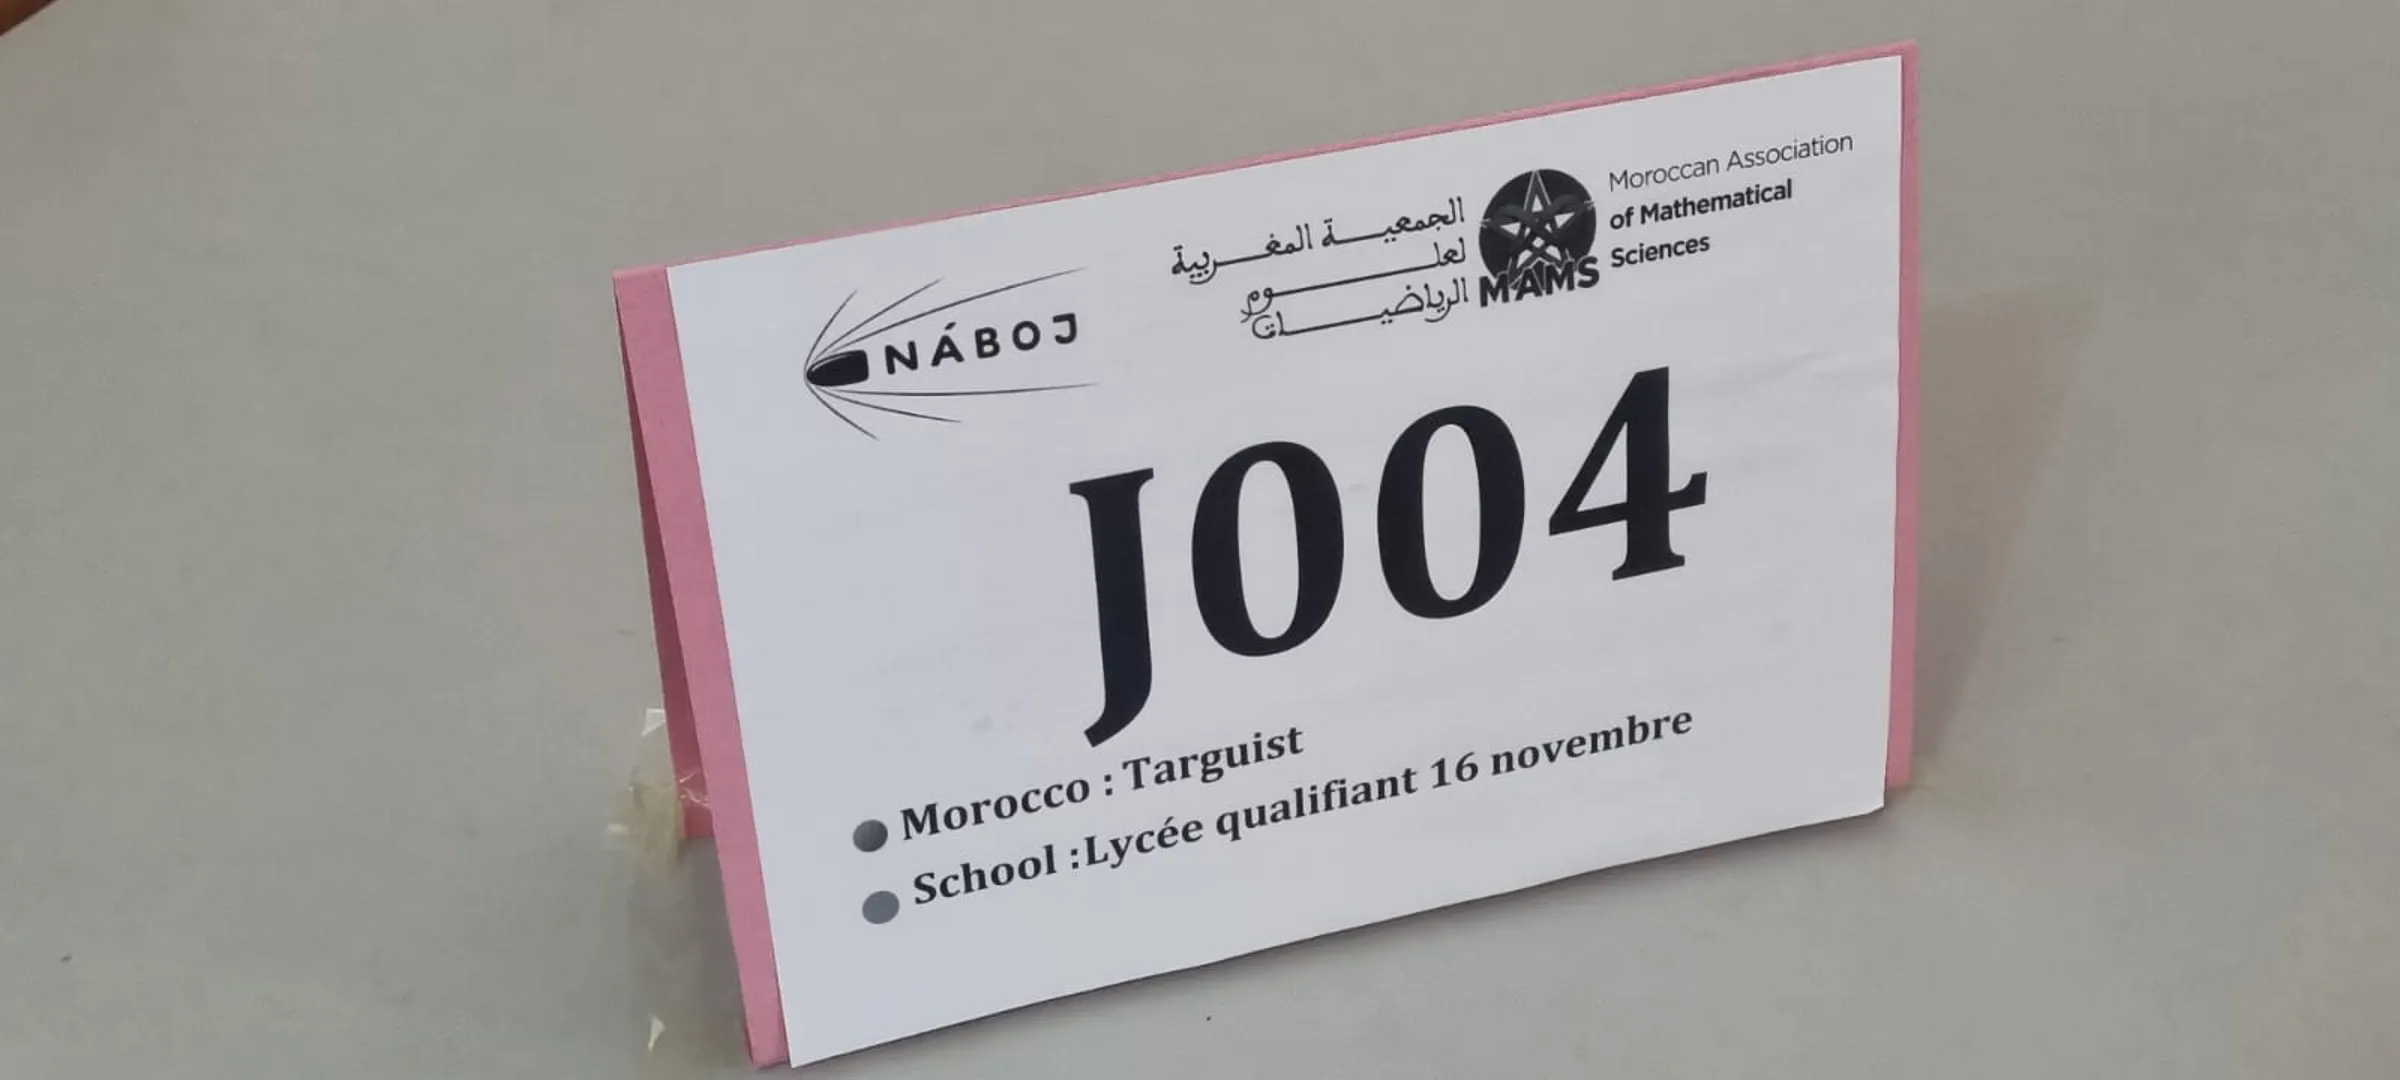 NÁBOJ
الجمعية المغربية
لعلوم
الرياضيات
MAMS
Moroccan Association
of Mathematical
Sciences
J004
Morocco : Targuist
School :Lycée qualifiant 16 novembre